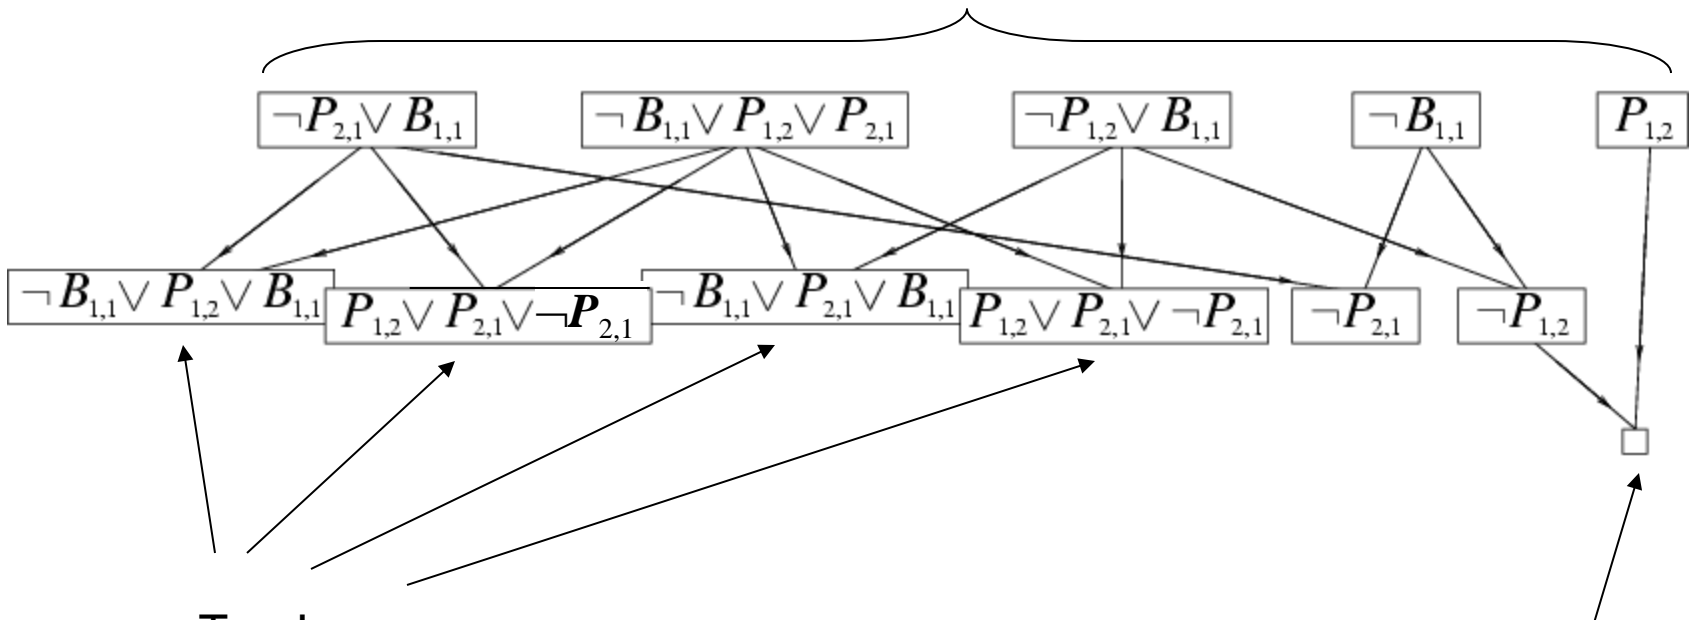 ¬P2,1 ∨ B1,1
¬B1,1 ∨ P1,2 ∨ P2,1
¬P1,2 ∨ B1,1
¬B1,1
P1,2
¬B1,1 ∨ P1,2 ∨ B1,1
P1,2 ∨ P2,1 ∨ ¬P2,1
¬B1,1 ∨ P2,1 ∨ B1,1
P1,2 ∨ P2,1 ∨ ¬P2,1
¬P2,1
¬P1,2